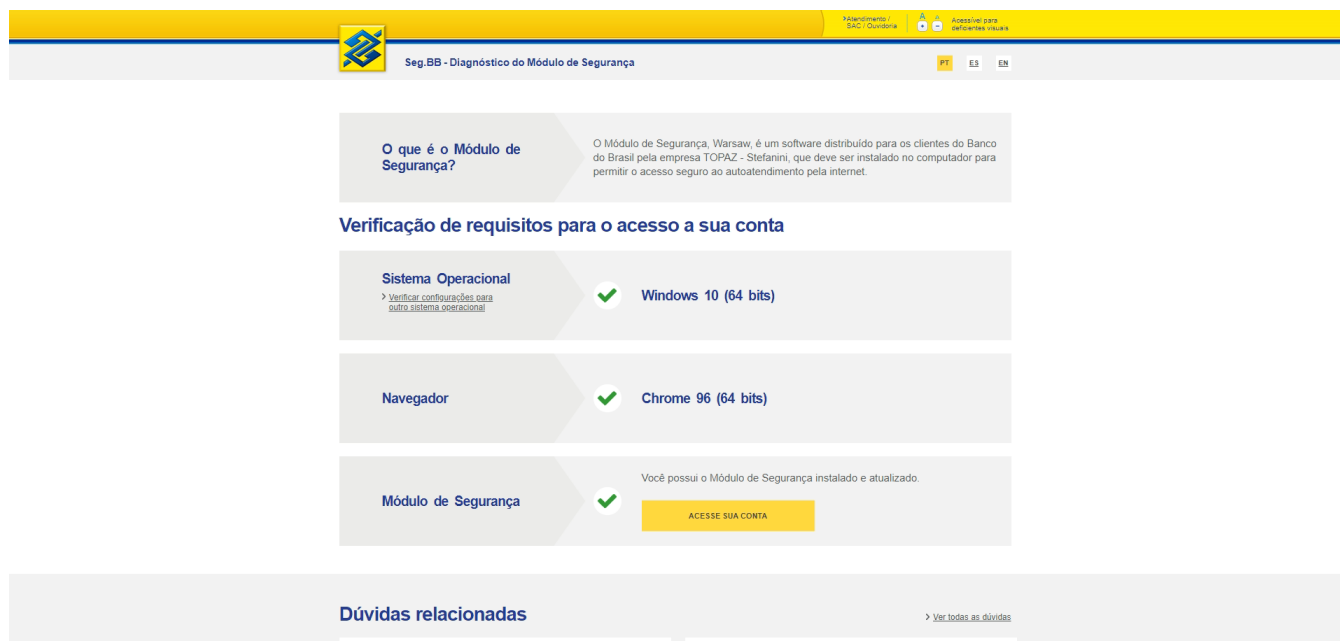 >Atendimento /
SAC / Ouvidoria
A A
+ −
Acessível para
deficientes visuais
Seg.BB - Diagnóstico do Módulo de Segurança
PT ES EN
O que é o Módulo de
Segurança?
O Módulo de Segurança, Warsaw, é um software distribuído para os clientes do Banco
do Brasil pela empresa TOPAZ - Stefanini, que deve ser instalado no computador para
permitir o acesso seguro ao autoatendimento pela internet.
Verificação de requisitos para o acesso a sua conta
Sistema Operacional
> Verificar configurações para
outro sistema operacional
Windows 10 (64 bits)
Navegador
Chrome 96 (64 bits)
Módulo de Segurança
Você possui o Módulo de Segurança instalado e atualizado.
ACESSE SUA CONTA
Dúvidas relacionadas
> Ver todas as dúvidas